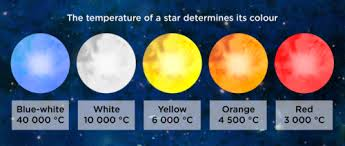 The temperature of a star determines its colour
Blue-white White Yellow Orange Red
40 000 °C 10 000 °C 6 000 °C 4 500 °C 3 000 °C